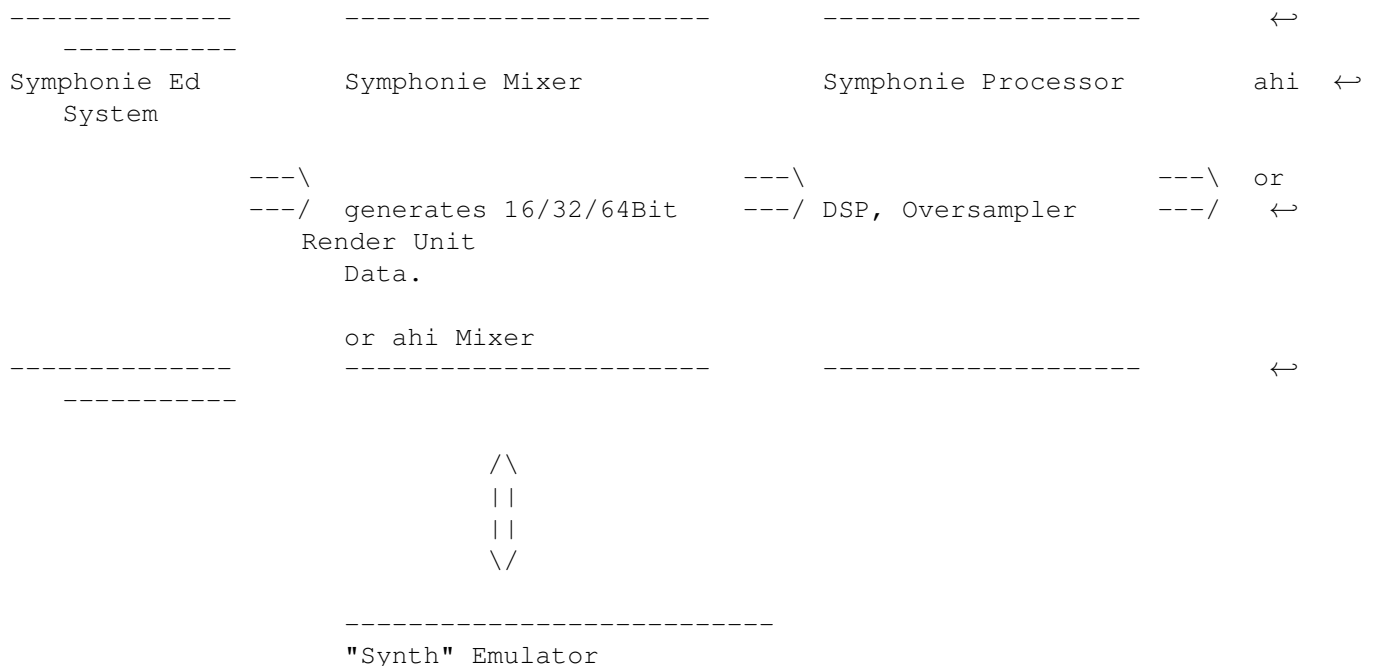 --------------       -----------------------       --------------------        ↩
   -----------
Symphonie Ed         Symphonie Mixer               Symphonie Processor        ahi  ↩
   System
               ---\                           ---\                      ---\  or
               ---/  generates 16/32/64Bit    ---/ DSP, Oversampler     ---/   ↩
                  Render Unit
                     Data.
                     or ahi Mixer
--------------       -----------------------       --------------------        ↩
   -----------
                              /\
                              ||
                              ||
                              \/
                     ---------------------------
                     "Synth" Emulator